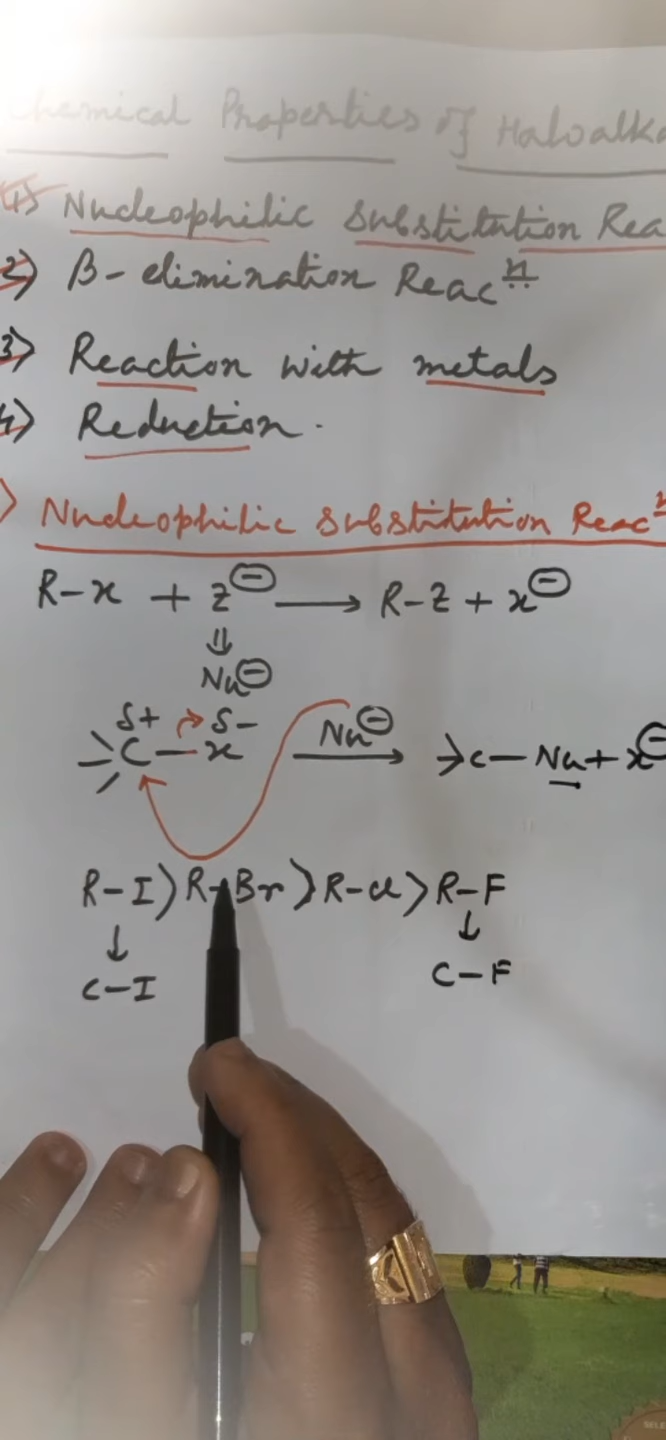 Chemical Properties of Haloalka
1) Nucleophilic Substitution Rea
2) β-elimination Reacⁿ
3) Reaction with metals
4) Reduction.
) Nucleophilic Substitution Reacⁿ
R-x + Z⊖ ⟶ R-Z + x⊖
⇓
Nu⊖
δ+ δ- Nu⊖
C-x ⟶ C-Nu + x⊖
R-I > R-Br > R-Cl > R-F
↓ ↓
C-I C-F